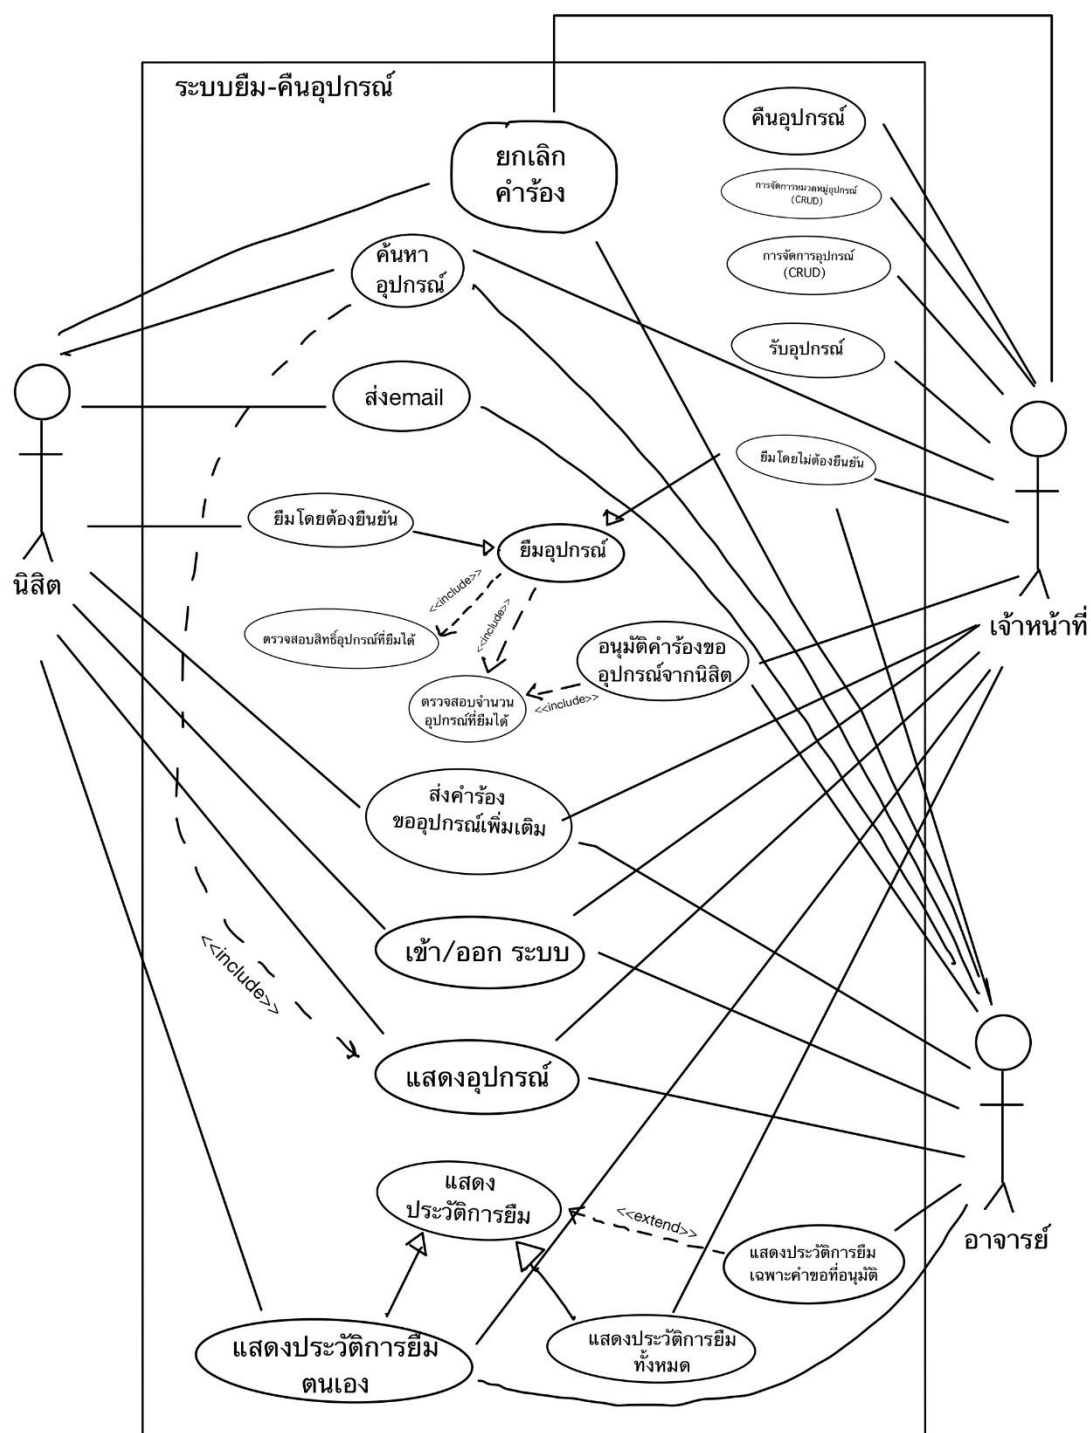 ระบบยืม-คืนอุปกรณ์
ยกเลิก
คำร้อง
คืนอุปกรณ์
การจัดการหมวดหมู่อุปกรณ์
(CRUD)
ค้นหา
อุปกรณ์
การจัดการอุปกรณ์
(CRUD)
รับอุปกรณ์
ส่งemail
ยืมโดยไม่ต้องยืนยัน
ยืมโดยต้องยืนยัน
ยืมอุปกรณ์
นิสิต
<<include>>
<<include>>
ตรวจสอบสิทธิ์อุปกรณ์ที่ยืมได้
อนุมัติคำร้องขอ
อุปกรณ์จากนิสิต
เจ้าหน้าที่
ตรวจสอบจำนวน
อุปกรณ์ที่ยืมได้
<<include>>
ส่งคำร้อง
ขออุปกรณ์เพิ่มเติม
เข้า/ออก ระบบ
<<include>>
แสดงอุปกรณ์
แสดง
ประวัติการยืม
<<extend>>
แสดงประวัติการยืม
เฉพาะคำขอที่อนุมัติ
อาจารย์
แสดงประวัติการยืม
ตนเอง
แสดงประวัติการยืม
ทั้งหมด